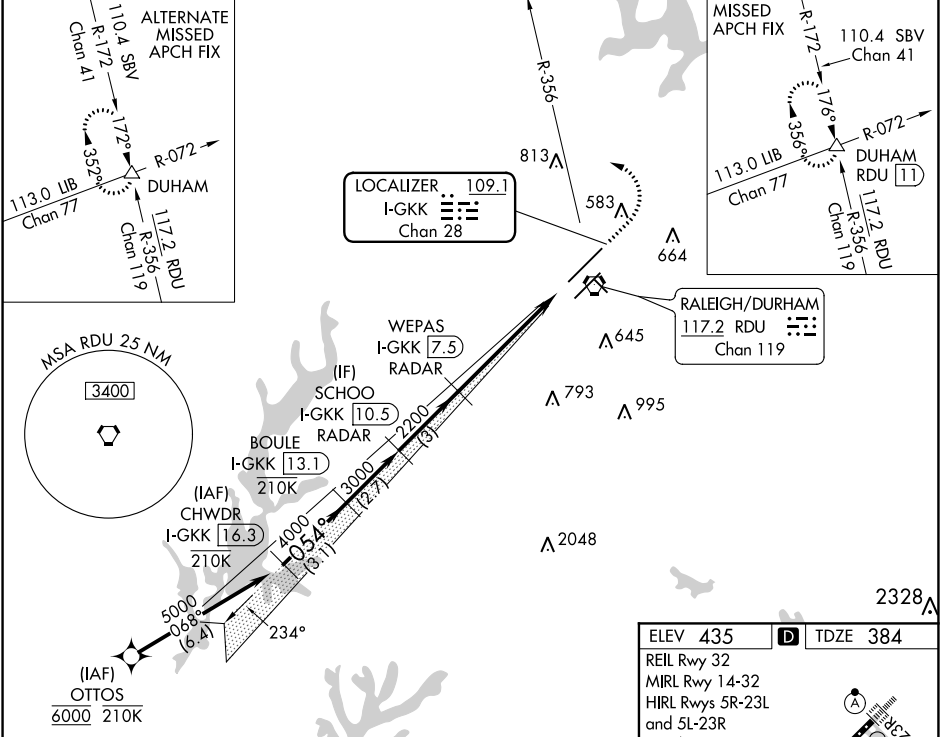 ALTERNATE
MISSED
APCH FIX
110.4 SBV
Chan 41
R-172
172°
352°
R-072
DUHAM
113.0 LIB
Chan 77
117.2 RDU
R-356
Chan 119
MISSED
APCH FIX
R-172
110.4 SBV
Chan 41
176°
356°
R-072
DUHAM
RDU 11
113.0 LIB
Chan 77
117.2 RDU
R-356
Chan 119
R-356
813
583
664
LOCALIZER 109.1
I-GKK
Chan 28
RALEIGH/DURHAM
117.2 RDU
Chan 119
645
793
995
2048
2328
MSA RDU 25 NM
3400
WEPAS
I-GKK 7.5
RADAR
(IF)
SCHOO
I-GKK 10.5
RADAR
BOULE
I-GKK 13.1
210K
(IAF)
CHWDR
I-GKK 16.3
210K
2200
(3)
3000
(2.7)
4000
054°
(3.1)
5000
068°
(6.4)
234°
(IAF)
OTTOS
6000 210K
ELEV 435 D TDZE 384
REIL Rwy 32
MIRL Rwy 14-32
HIRL Rwys 5R-23L
and 5L-23R
A
23R